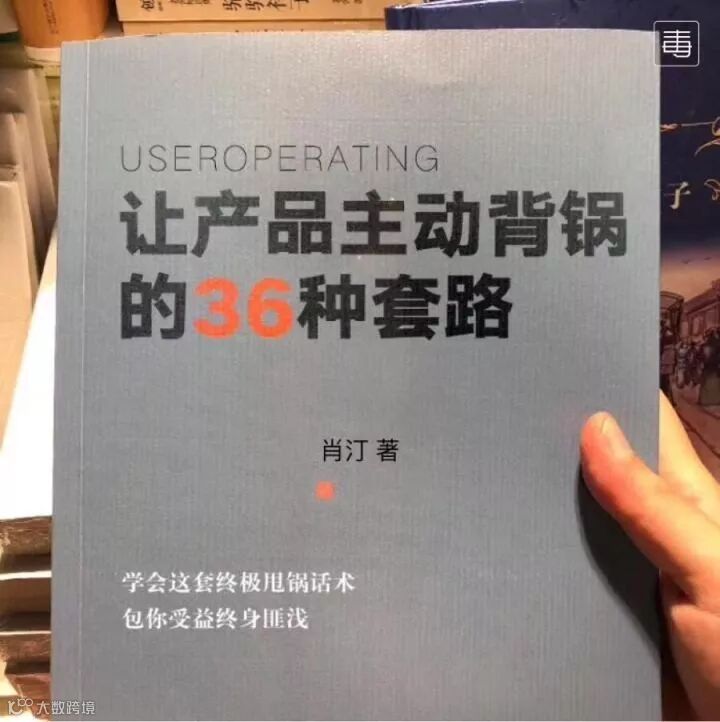 毒
USEROPERATING
让产品主动背锅
的36种套路
肖汀 著
学会这套终极甩锅话术
包你受益终身匪浅
子
大数跨境